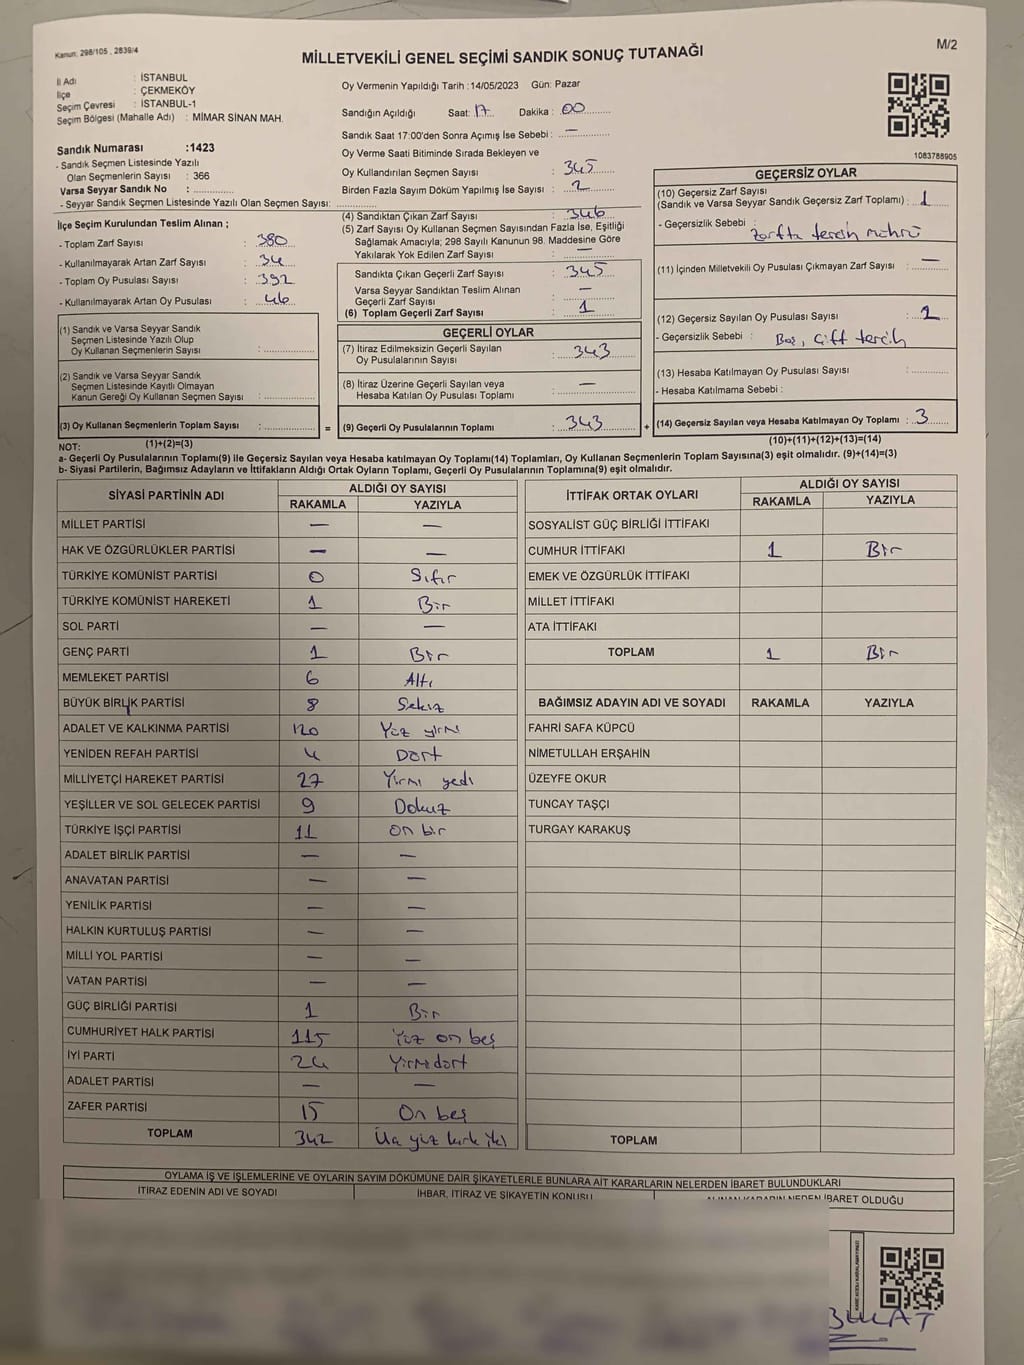 Kanun: 298/105 , 2839/4
M/2
MİLLETVEKİLİ GENEL SEÇİMİ SANDIK SONUÇ TUTANAĞI
İl Adı : İSTANBUL
İlçe : ÇEKMEKÖY
Seçim Çevresi : İSTANBUL-1
Seçim Bölgesi (Mahalle Adı) : MİMAR SİNAN MAH.
Sandık Numarası :1423
- Sandık Seçmen Listesinde Yazılı
Olan Seçmenlerin Sayısı : 366
Varsa Seyyar Sandık No :
- Seyyar Sandık Seçmen Listesinde Yazılı Olan Seçmen Sayısı:
Oy Vermenin Yapıldığı Tarih : 14/05/2023 Gün: Pazar
Sandığın Açıldığı Saat: 17 Dakika : 00
Sandık Saat 17:00'den Sonra Açımış İse Sebebi : —
Oy Verme Saati Bitiminde Sırada Bekleyen ve
Oy Kullandırılan Seçmen Sayısı : 345
Birden Fazla Sayım Döküm Yapılmış İse Sayısı : 2
1083788905
İlçe Seçim Kurulundan Teslim Alınan ;
- Toplam Zarf Sayısı : 380
- Kullanılmayarak Artan Zarf Sayısı : 34
- Toplam Oy Pusulası Sayısı : 392
- Kullanılmayarak Artan Oy Pusulası : 46
(4) Sandıktan Çıkan Zarf Sayısı : 346
(5) Zarf Sayısı Oy Kullanan Seçmen Sayısından Fazla İse, Eşitliği
Sağlamak Amacıyla; 298 Sayılı Kanunun 98. Maddesine Göre
Yakılarak Yok Edilen Zarf Sayısı : —
Sandıkta Çıkan Geçerli Zarf Sayısı : 345
Varsa Seyyar Sandıktan Teslim Alınan
Geçerli Zarf Sayısı : —
(6) Toplam Geçerli Zarf Sayısı : 1
GEÇERSİZ OYLAR
(10) Geçersiz Zarf Sayısı
(Sandık ve Varsa Seyyar Sandık Geçersiz Zarf Toplamı) : 1
- Geçersizlik Sebebi : Zarfta tercih mührü
(11) İçinden Milletvekili Oy Pusulası Çıkmayan Zarf Sayısı : —
(12) Geçersiz Sayılan Oy Pusulası Sayısı : 2
- Geçersizlik Sebebi : Boş, Çift tercih
(13) Hesaba Katılmayan Oy Pusulası Sayısı :
- Hesaba Katılmama Sebebi :
(14) Geçersiz Sayılan veya Hesaba Katılmayan Oy Toplamı : 3
(10)+(11)+(12)+(13)=(14)
(1) Sandık ve Varsa Seyyar Sandık
Seçmen Listesinde Yazılı Olup
Oy Kullanan Seçmenlerin Sayısı :
(2) Sandık ve Varsa Seyyar Sandık
Seçmen Listesinde Kayıtlı Olmayan
Kanun Gereği Oy Kullanan Seçmen Sayısı :
(3) Oy Kullanan Seçmenlerin Toplam Sayısı : =
(1)+(2)=(3)
GEÇERLİ OYLAR
(7) İtiraz Edilmeksizin Geçerli Sayılan
Oy Pusulalarının Sayısı : 343
(8) İtiraz Üzerine Geçerli Sayılan veya
Hesaba Katılan Oy Pusulası Toplamı : —
(9) Geçerli Oy Pusulalarının Toplamı : 343 +
NOT:
a- Geçerli Oy Pusulalarının Toplamı(9) ile Geçersiz Sayılan veya Hesaba katılmayan Oy Toplamı(14) Toplamları, Oy Kullanan Seçmenlerin Toplam Sayısına(3) eşit olmalıdır. (9)+(14)=(3)
b- Siyasi Partilerin, Bağımsız Adayların ve İttifakların Aldığı Ortak Oyların Toplamı, Geçerli Oy Pusulalarının Toplamına(9) eşit olmalıdır.
SİYASİ PARTİNİN ADI ALDIĞI OY SAYISI
RAKAMLA YAZIYLA
MİLLET PARTİSİ — —
HAK VE ÖZGÜRLÜKLER PARTİSİ — —
TÜRKİYE KOMÜNİST PARTİSİ 0 Sıfır
TÜRKİYE KOMÜNİST HAREKETİ 1 Bir
SOL PARTİ — —
GENÇ PARTİ 1 Bir
MEMLEKET PARTİSİ 6 Altı
BÜYÜK BİRLİK PARTİSİ 8 Sekiz
ADALET VE KALKINMA PARTİSİ 120 Yüz yirmi
YENİDEN REFAH PARTİSİ 4 Dört
MİLLİYETÇİ HAREKET PARTİSİ 27 Yirmi yedi
YEŞİLLER VE SOL GELECEK PARTİSİ 9 Dokuz
TÜRKİYE İŞÇİ PARTİSİ 11 on bir
ADALET BİRLİK PARTİSİ — —
ANAVATAN PARTİSİ — —
YENİLİK PARTİSİ — —
HALKIN KURTULUŞ PARTİSİ — —
MİLLİ YOL PARTİSİ — —
VATAN PARTİSİ — —
GÜÇ BİRLİĞİ PARTİSİ 1 Bir
CUMHURİYET HALK PARTİSİ 115 Yüz on beş
İYİ PARTİ 24 Yirmidört
ADALET PARTİSİ — —
ZAFER PARTİSİ 15 On beş
TOPLAM 342 Üç yüz kırk iki
İTTİFAK ORTAK OYLARI ALDIĞI OY SAYISI
RAKAMLA YAZIYLA
SOSYALİST GÜÇ BİRLİĞİ İTTİFAKI
CUMHUR İTTİFAKI 1 Bir
EMEK VE ÖZGÜRLÜK İTTİFAKI
MİLLET İTTİFAKI
ATA İTTİFAKI
TOPLAM 1 Bir
BAĞIMSIZ ADAYIN ADI VE SOYADI RAKAMLA YAZIYLA
FAHRİ SAFA KÜPCÜ
NİMETULLAH ERŞAHİN
ÜZEYFE OKUR
TUNCAY TAŞÇI
TURGAY KARAKUŞ
TOPLAM
OYLAMA İŞ VE İŞLEMLERİNE VE OYLARIN SAYIM DÖKÜMÜNE DAİR ŞİKAYETLERLE BUNLARA AİT KARARLARIN NELERDEN İBARET BULUNDUKLARI
İTİRAZ EDENİN ADI VE SOYADI İHBAR, İTİRAZ VE ŞİKAYETİN KONUSU ALINAN KARARIN NEDEN İBARET OLDUĞU
BULAT